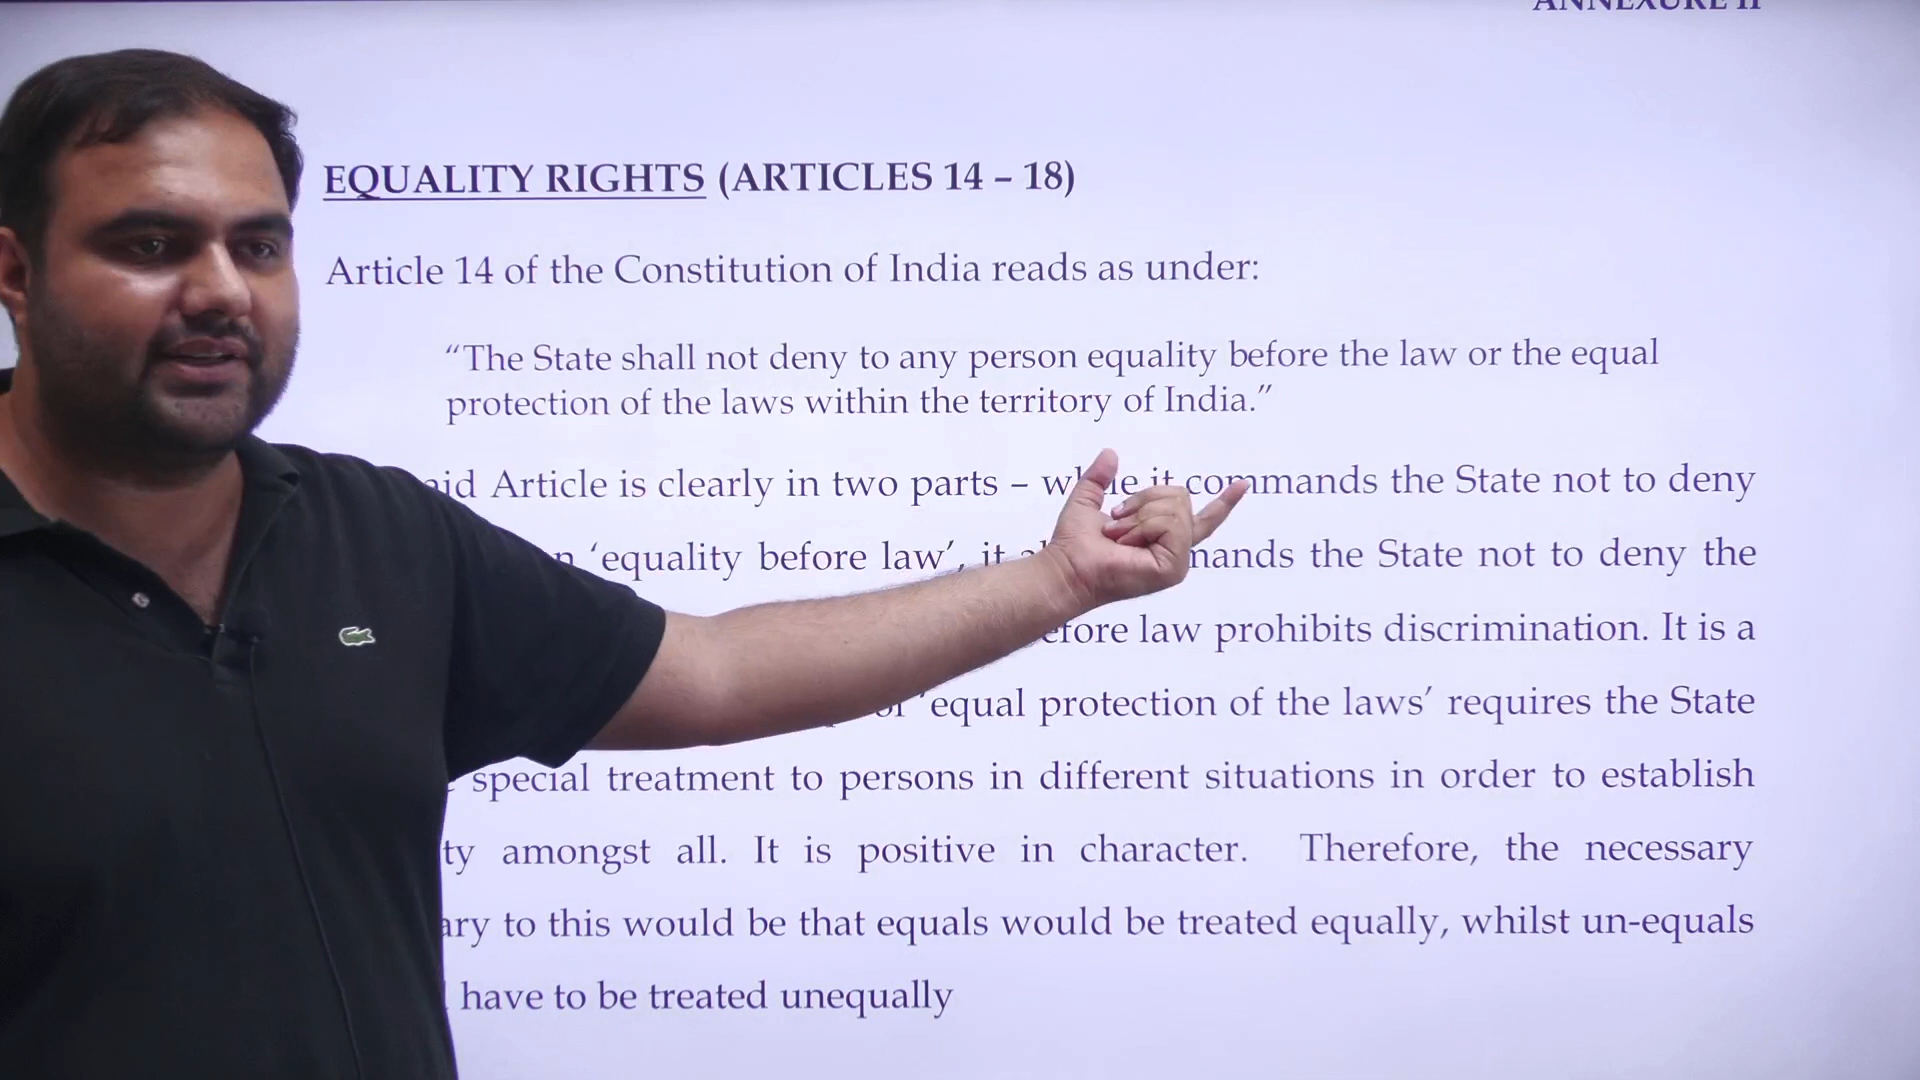 ANNEXURE II
EQUALITY RIGHTS (ARTICLES 14 – 18)
Article 14 of the Constitution of India reads as under:
“The State shall not deny to any person equality before the law or the equal
protection of the laws within the territory of India.”
Article is clearly in two parts – while it commands the State not to deny
‘equality before law’, it the State not to deny the
law prohibits discrimination. It is a
‘equal protection of the laws’ requires the State
special treatment to persons in different situations in order to establish
amongst all. It is positive in character. Therefore, the necessary
to this would be that equals would be treated equally, whilst un-equals
have to be treated unequally